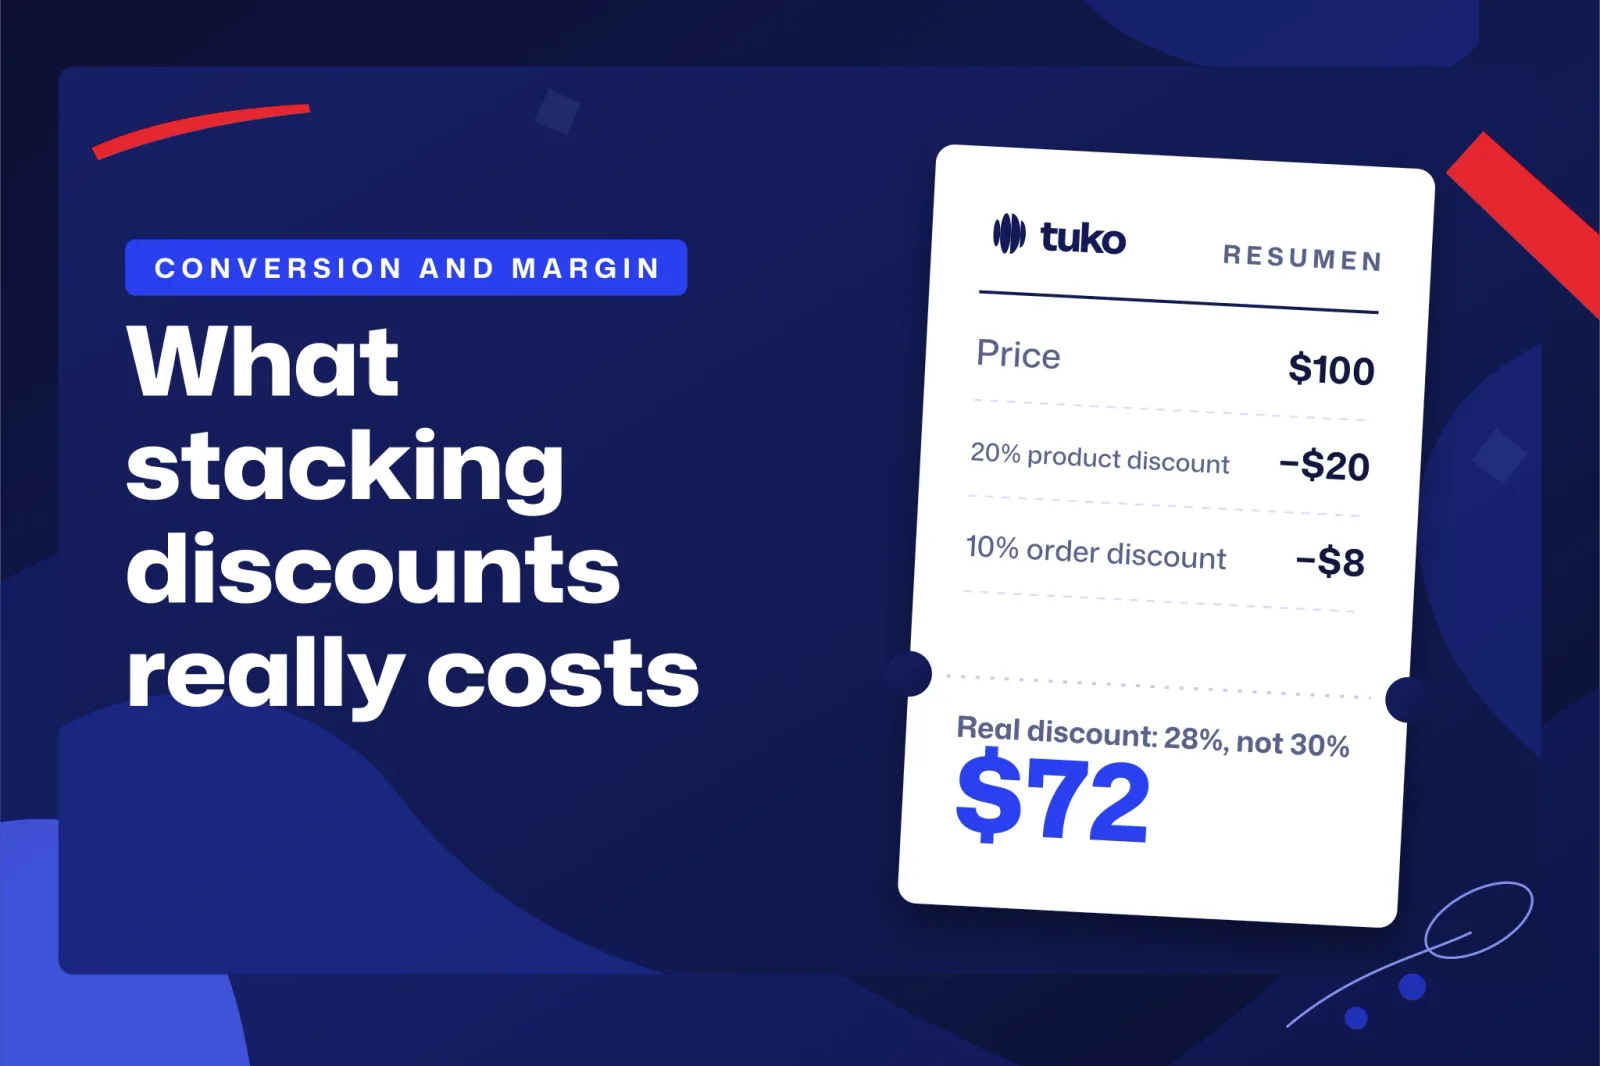 CONVERSION AND MARGIN
What
stacking
discounts
really costs
tuko
RESUMEN
Price $100
20% product discount −$20
10% order discount −$8
Real discount: 28%, not 30%
$72